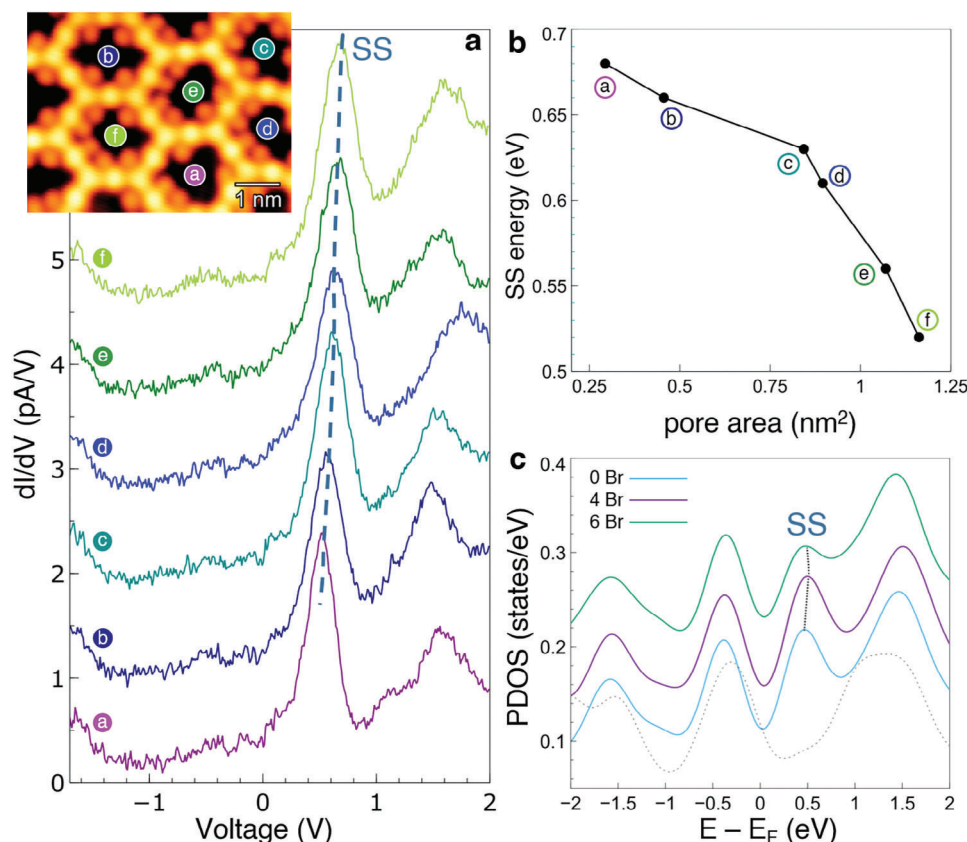 a
SS
b
c
e
d
f
a
1 nm
f
e
d
c
b
a
5
4
3
2
1
0
dI/dV (pA/V)
−1
0
1
2
Voltage (V)
b
0.7
0.65
0.6
0.55
0.5
SS energy (eV)
a
b
c
d
e
f
0.25
0.5
0.75
1
1.25
pore area (nm²)
c
0 Br
4 Br
6 Br
SS
0.4
0.3
0.2
0.1
PDOS (states/eV)
−2
−1.5
−1
−0.5
0
0.5
1
1.5
2
E – E_F (eV)